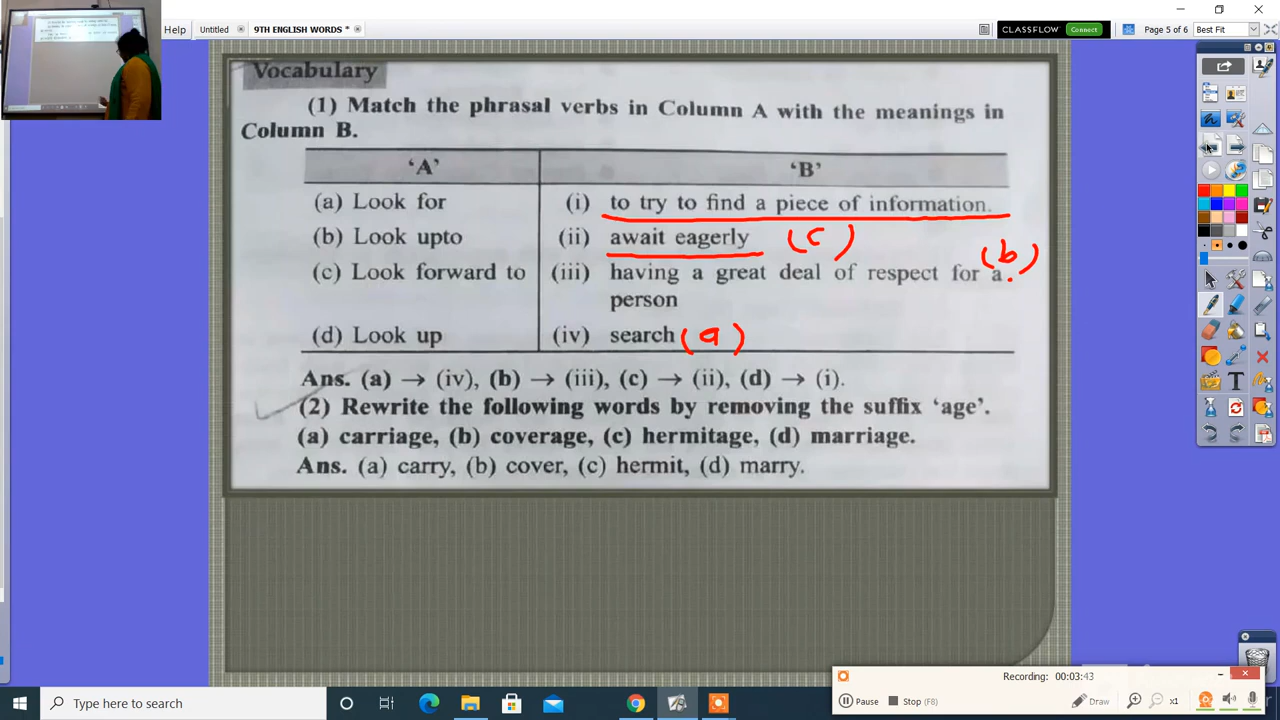 Help Untitled 9TH ENGLISH WORDS * CLASSFLOW Connect Page 5 of 6 Best Fit
Vocabulary
(1) Match the phrasal verbs in Column A with the meanings in
Column B.
'A' 'B'
(a) Look for (i) to try to find a piece of information.
(b) Look upto (ii) await eagerly (c)
(b)
(c) Look forward to (iii) having a great deal of respect for a
person
(d) Look up (iv) search (a)
Ans. (a) → (iv), (b) → (iii), (c) → (ii), (d) → (i).
(2) Rewrite the following words by removing the suffix 'age'.
(a) carriage, (b) coverage, (c) hermitage, (d) marriage.
Ans. (a) carry, (b) cover, (c) hermit, (d) marry.
Recording: 00:03:43
Pause Stop (F8) Draw x1
Type here to search